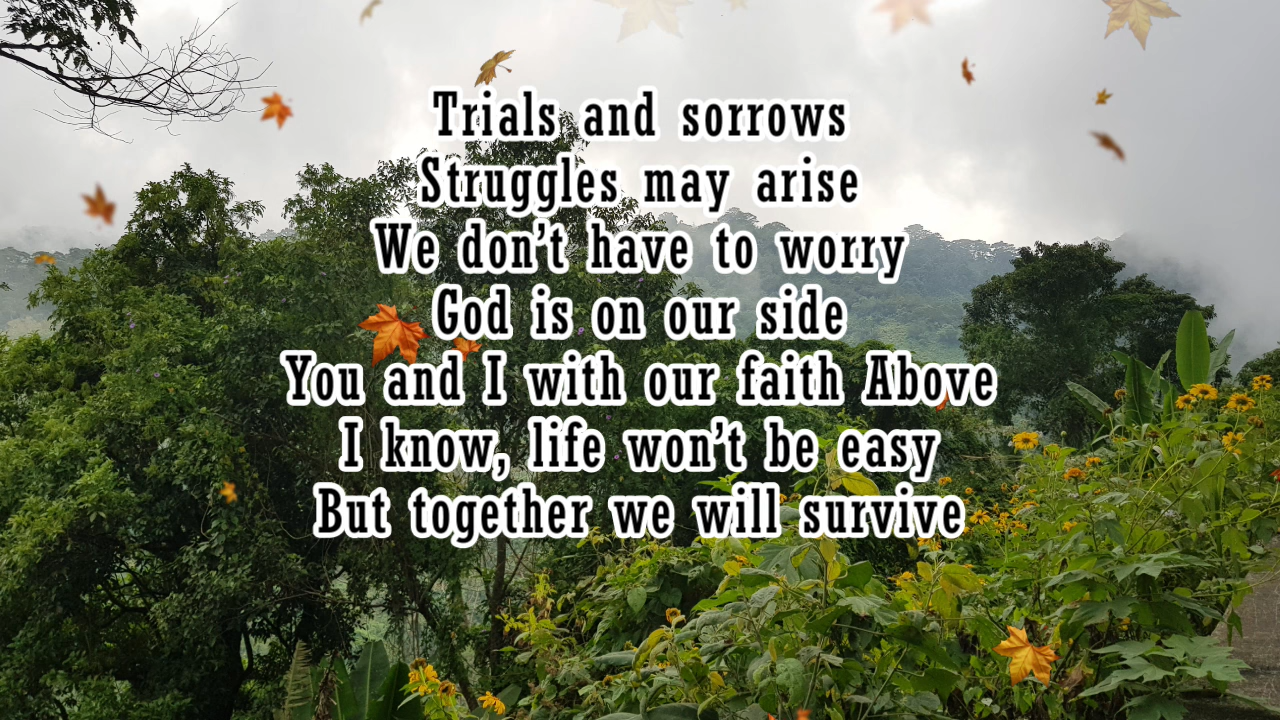 Trials and sorrows
Struggles may arise
We don’t have to worry
God is on our side
You and I with our faith Above
I know, life won’t be easy
But together we will survive